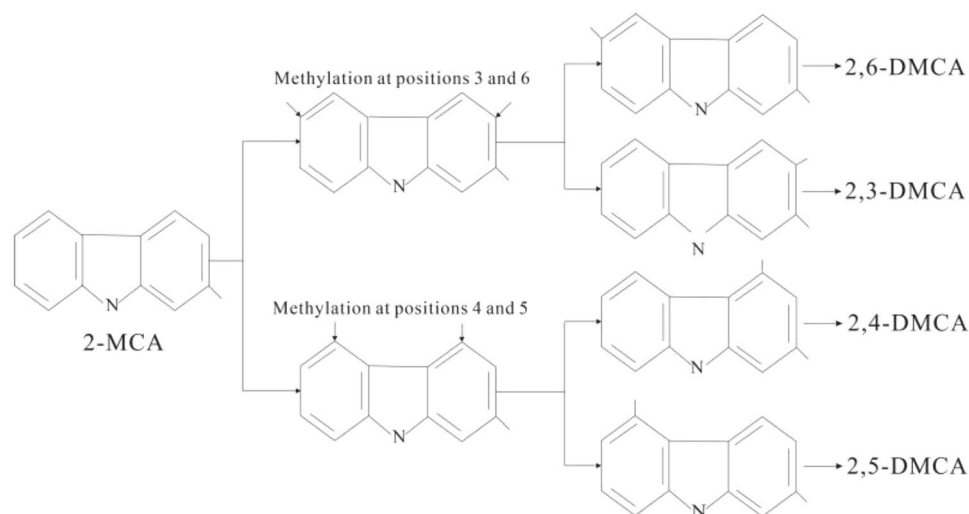 Methylation at positions 3 and 6
N
N
2,6-DMCA
N
2,3-DMCA
N
2-MCA
Methylation at positions 4 and 5
N
N
2,4-DMCA
N
2,5-DMCA